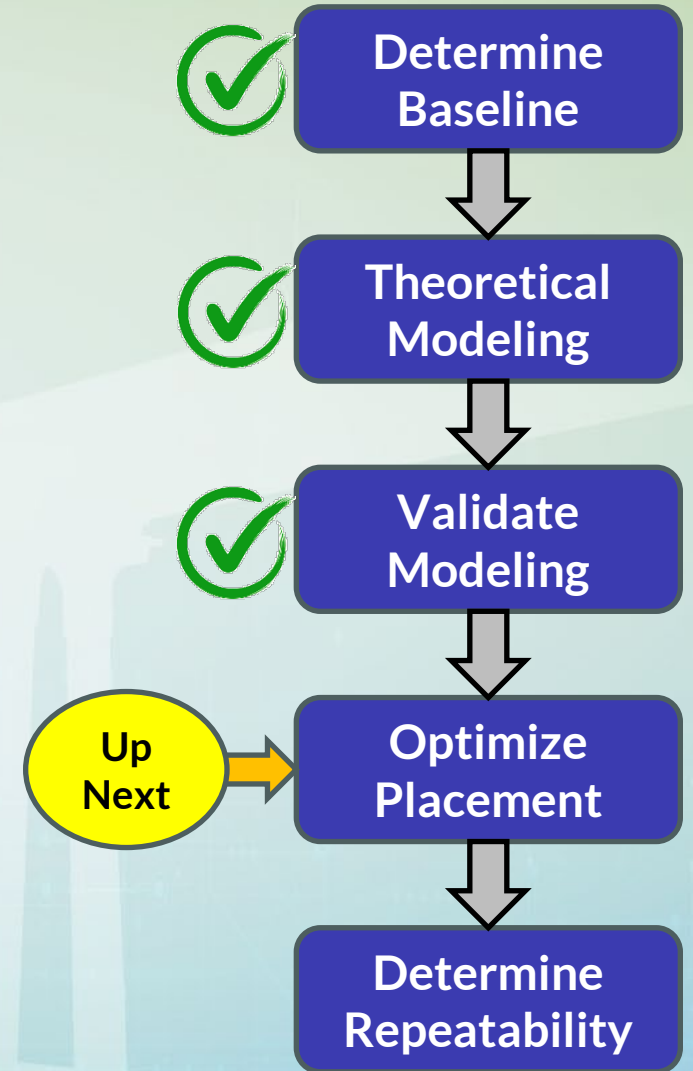 Determine
Baseline
Theoretical
Modeling
Validate
Modeling
Up
Next
Optimize
Placement
Determine
Repeatability